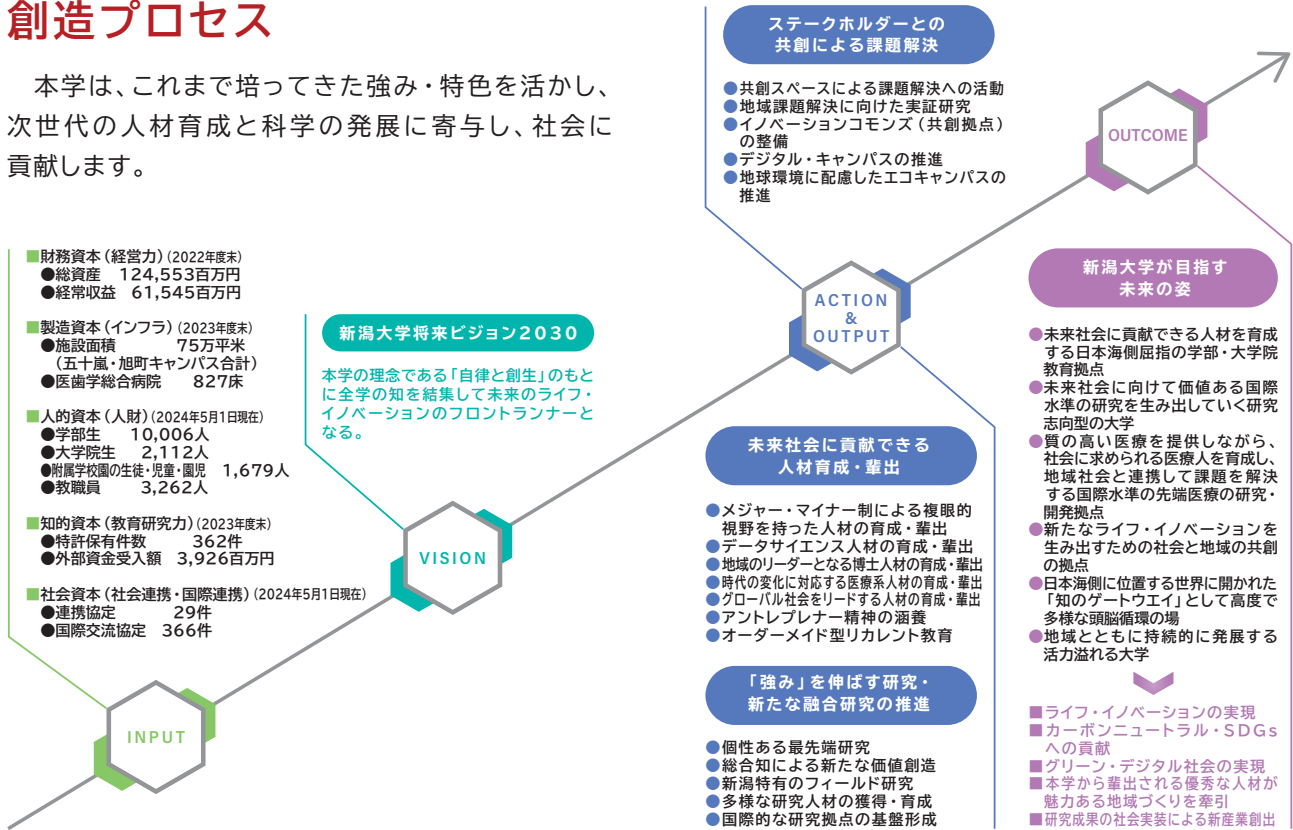 創造プロセス
本学は、これまで培ってきた強み・特色を活かし、
次世代の人材育成と科学の発展に寄与し、社会に
貢献します。
■財務資本（経営力）（2022年度末）
●総資産　124,553百万円
●経常収益　61,545百万円
■製造資本（インフラ）（2023年度末）
●施設面積　　　75万平米
（五十嵐・旭町キャンパス合計）
●医歯学総合病院　　827床
■人的資本（人財）（2024年5月1日現在）
●学部生　　10,006人
●大学院生　　2,112人
●附属学校園の生徒・児童・園児　1,679人
●教職員　　　3,262人
■知的資本（教育研究力）（2023年度末）
●特許保有件数　　　362件
●外部資金受入額　3,926百万円
■社会資本（社会連携・国際連携）（2024年5月1日現在）
●連携協定　　　29件
●国際交流協定　366件
INPUT
新潟大学将来ビジョン2030
本学の理念である「自律と創生」のもと
に全学の知を結集して未来のライフ・
イノベーションのフロントランナーと
なる。
VISION
ステークホルダーとの
共創による課題解決
●共創スペースによる課題解決への活動
●地域課題解決に向けた実証研究
●イノベーションコモンズ（共創拠点）
の整備
●デジタル・キャンパスの推進
●地球環境に配慮したエコキャンパスの
推進
ACTION
&
OUTPUT
未来社会に貢献できる
人材育成・輩出
●メジャー・マイナー制による複眼的
視野を持った人材の育成・輩出
●データサイエンス人材の育成・輩出
●地域のリーダーとなる博士人材の育成・輩出
●時代の変化に対応する医療系人材の育成・輩出
●グローバル社会をリードする人材の育成・輩出
●アントレプレナー精神の涵養
●オーダーメイド型リカレント教育
「強み」を伸ばす研究・
新たな融合研究の推進
●個性ある最先端研究
●総合知による新たな価値創造
●新潟特有のフィールド研究
●多様な研究人材の獲得・育成
●国際的な研究拠点の基盤形成
OUTCOME
新潟大学が目指す
未来の姿
●未来社会に貢献できる人材を育成
する日本海側屈指の学部・大学院
教育拠点
●未来社会に向けて価値ある国際
水準の研究を生み出していく研究
志向型の大学
●質の高い医療を提供しながら、
社会に求められる医療人を育成し、
地域社会と連携して課題を解決
する国際水準の先端医療の研究・
開発拠点
●新たなライフ・イノベーションを
生み出すための社会と地域の共創
の拠点
●日本海側に位置する世界に開かれた
「知のゲートウエイ」として高度で
多様な頭脳循環の場
●地域とともに持続的に発展する
活力溢れる大学
■ライフ・イノベーションの実現
■カーボンニュートラル・SDGs
への貢献
■グリーン・デジタル社会の実現
■本学から輩出される優秀な人材が
魅力ある地域づくりを牽引
■研究成果の社会実装による新産業創出